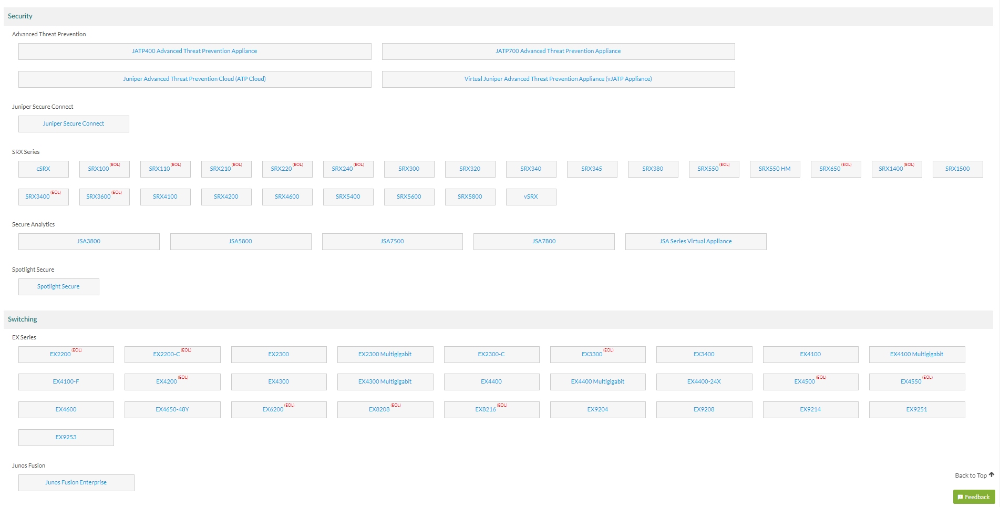 Security
Advanced Threat Prevention
JATP400 Advanced Threat Prevention Appliance JATP700 Advanced Threat Prevention Appliance
Juniper Advanced Threat Prevention Cloud (ATP Cloud) Virtual Juniper Advanced Threat Prevention Appliance (vJATP Appliance)
Juniper Secure Connect
Juniper Secure Connect
SRX Series
cSRX SRX100 (EOL) SRX110 (EOL) SRX210 (EOL) SRX220 (EOL) SRX240 (EOL) SRX300 SRX320 SRX340 SRX345 SRX380 SRX550 (EOL) SRX550 HM SRX650 (EOL) SRX1400 (EOL) SRX1500
SRX3400 (EOL) SRX3600 (EOL) SRX4100 SRX4200 SRX4600 SRX5400 SRX5600 SRX5800 vSRX
Secure Analytics
JSA3800 JSA5800 JSA7500 JSA7800 JSA Series Virtual Appliance
Spotlight Secure
Spotlight Secure
Switching
EX Series
EX2200 (EOL) EX2200-C (EOL) EX2300 EX2300 Multigigabit EX2300-C EX3300 (EOL) EX3400 EX4100 EX4100 Multigigabit
EX4100-F EX4200 (EOL) EX4300 EX4300 Multigigabit EX4400 EX4400 Multigigabit EX4400-24X EX4500 (EOL) EX4550 (EOL)
EX4600 EX4650-48Y EX6200 (EOL) EX8208 (EOL) EX8216 (EOL) EX9204 EX9208 EX9214 EX9251
EX9253
Junos Fusion
Junos Fusion Enterprise
Back to Top
Feedback